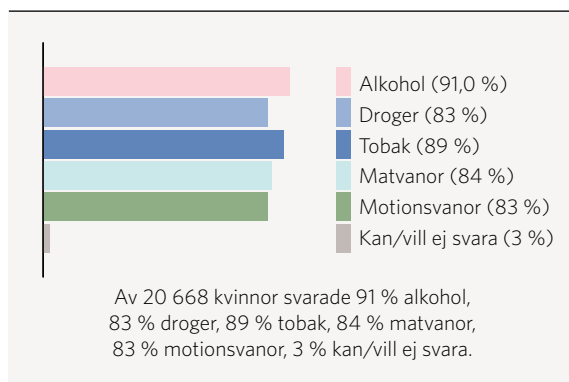 Alkohol (91,0 %)
Droger (83 %)
Tobak (89 %)
Matvanor (84 %)
Motionsvanor (83 %)
Kan/vill ej svara (3 %)
Av 20 668 kvinnor svarade 91 % alkohol,
83 % droger, 89 % tobak, 84 % matvanor,
83 % motionsvanor, 3 % kan/vill ej svara.